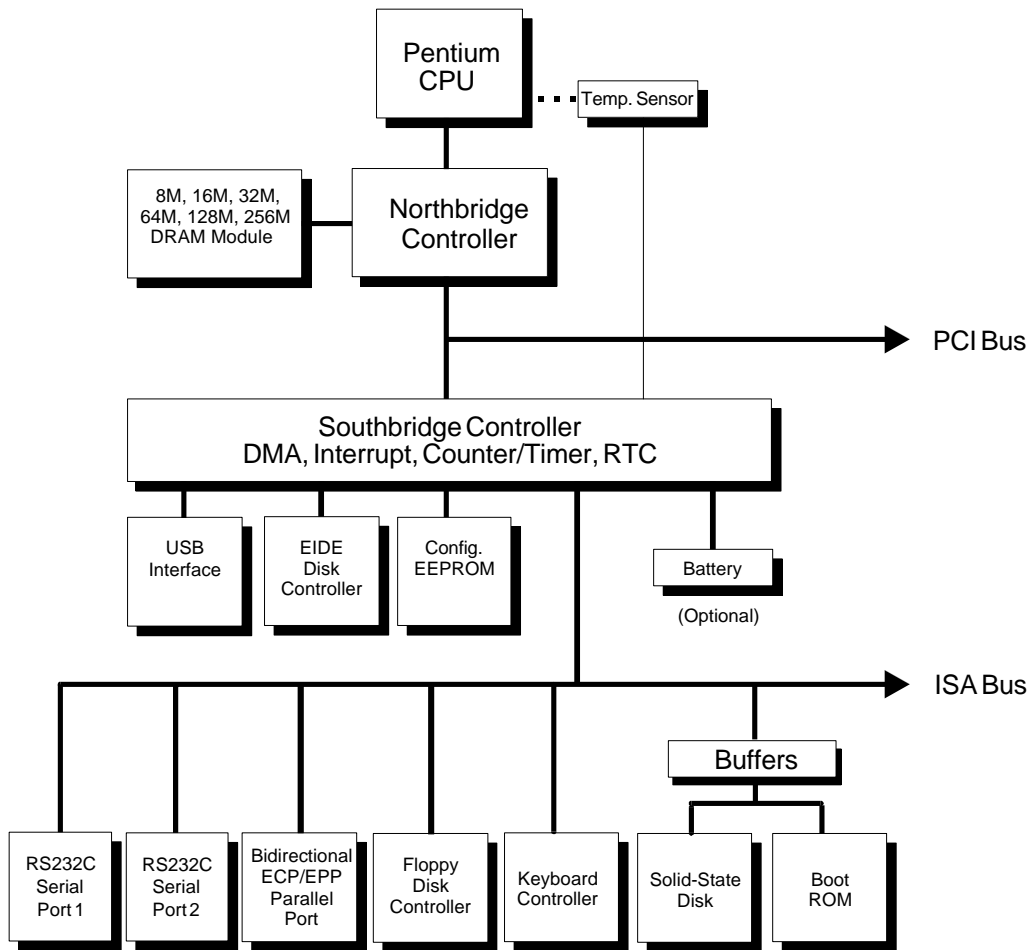 Pentium
CPU
Temp. Sensor
8M, 16M, 32M,
64M, 128M, 256M
DRAM Module
Northbridge
Controller
PCI Bus
Southbridge Controller
DMA, Interrupt, Counter/Timer, RTC
USB
Interface
EIDE
Disk
Controller
Config.
EEPROM
Battery
(Optional)
ISA Bus
Buffers
RS232C
Serial
Port 1
RS232C
Serial
Port 2
Bidirectional
ECP/EPP
Parallel
Port
Floppy
Disk
Controller
Keyboard
Controller
Solid-State
Disk
Boot
ROM